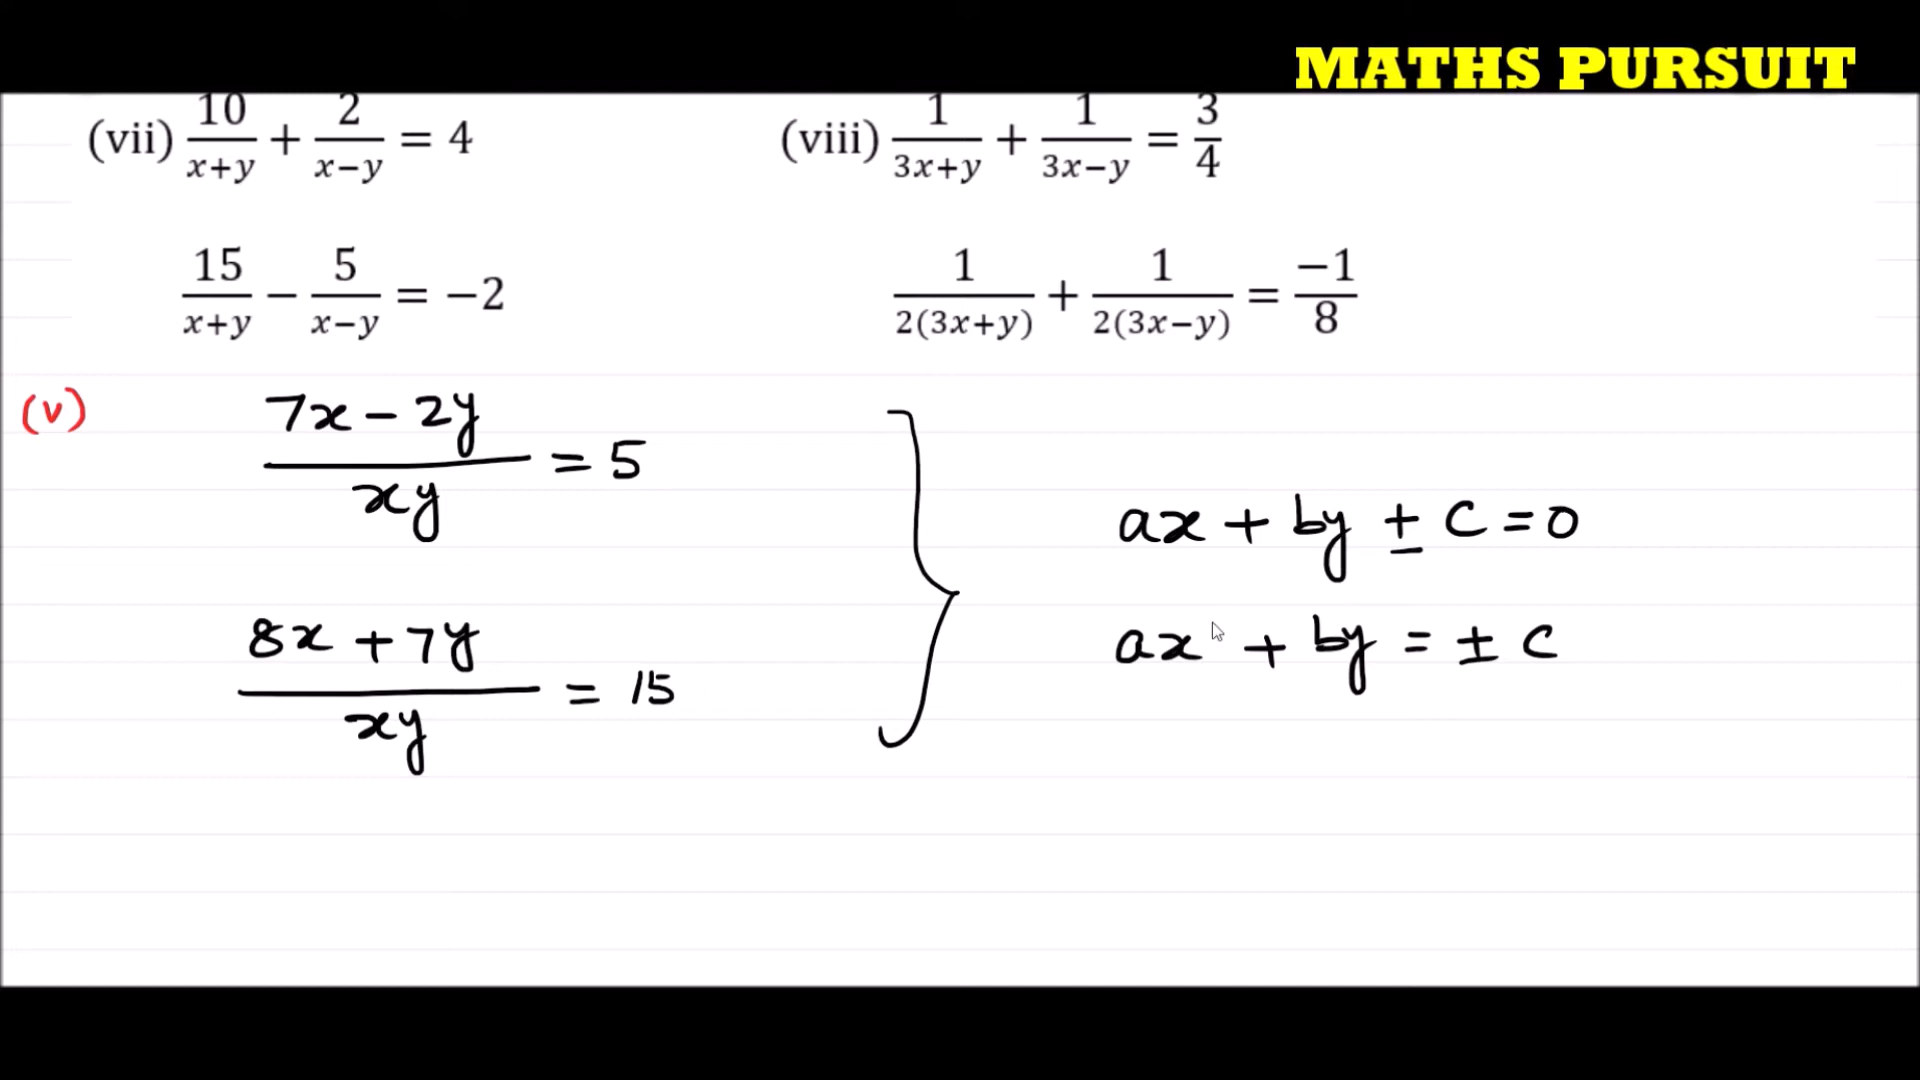 MATHS PURSUIT
(vii) 10/(x+y) + 2/(x−y) = 4
(viii) 1/(3x+y) + 1/(3x−y) = 3/4
15/(x+y) − 5/(x−y) = −2
1/(2(3x+y)) + 1/(2(3x−y)) = −1/8
(v) (7x − 2y)/(xy) = 5
ax + by ± c = 0
(8x + 7y)/(xy) = 15
ax + by = ± c